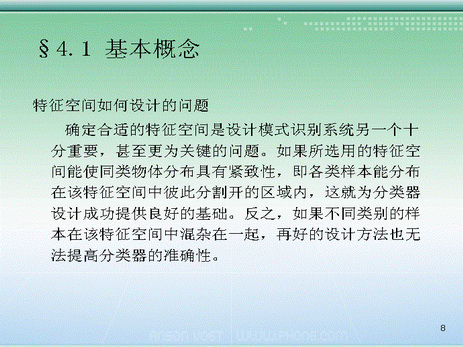 §4.1 基本概念
特征空间如何设计的问题
确定合适的特征空间是设计模式识别系统另一个十
分重要，甚至更为关键的问题。如果所选用的特征空
间能使同类物体分布具有紧致性，即各类样本能分布
在该特征空间中彼此分割开的区域内，这就为分类器
设计成功提供良好的基础。反之，如果不同类别的样
本在该特征空间中混杂在一起，再好的设计方法也无
法提高分类器的准确性。
8